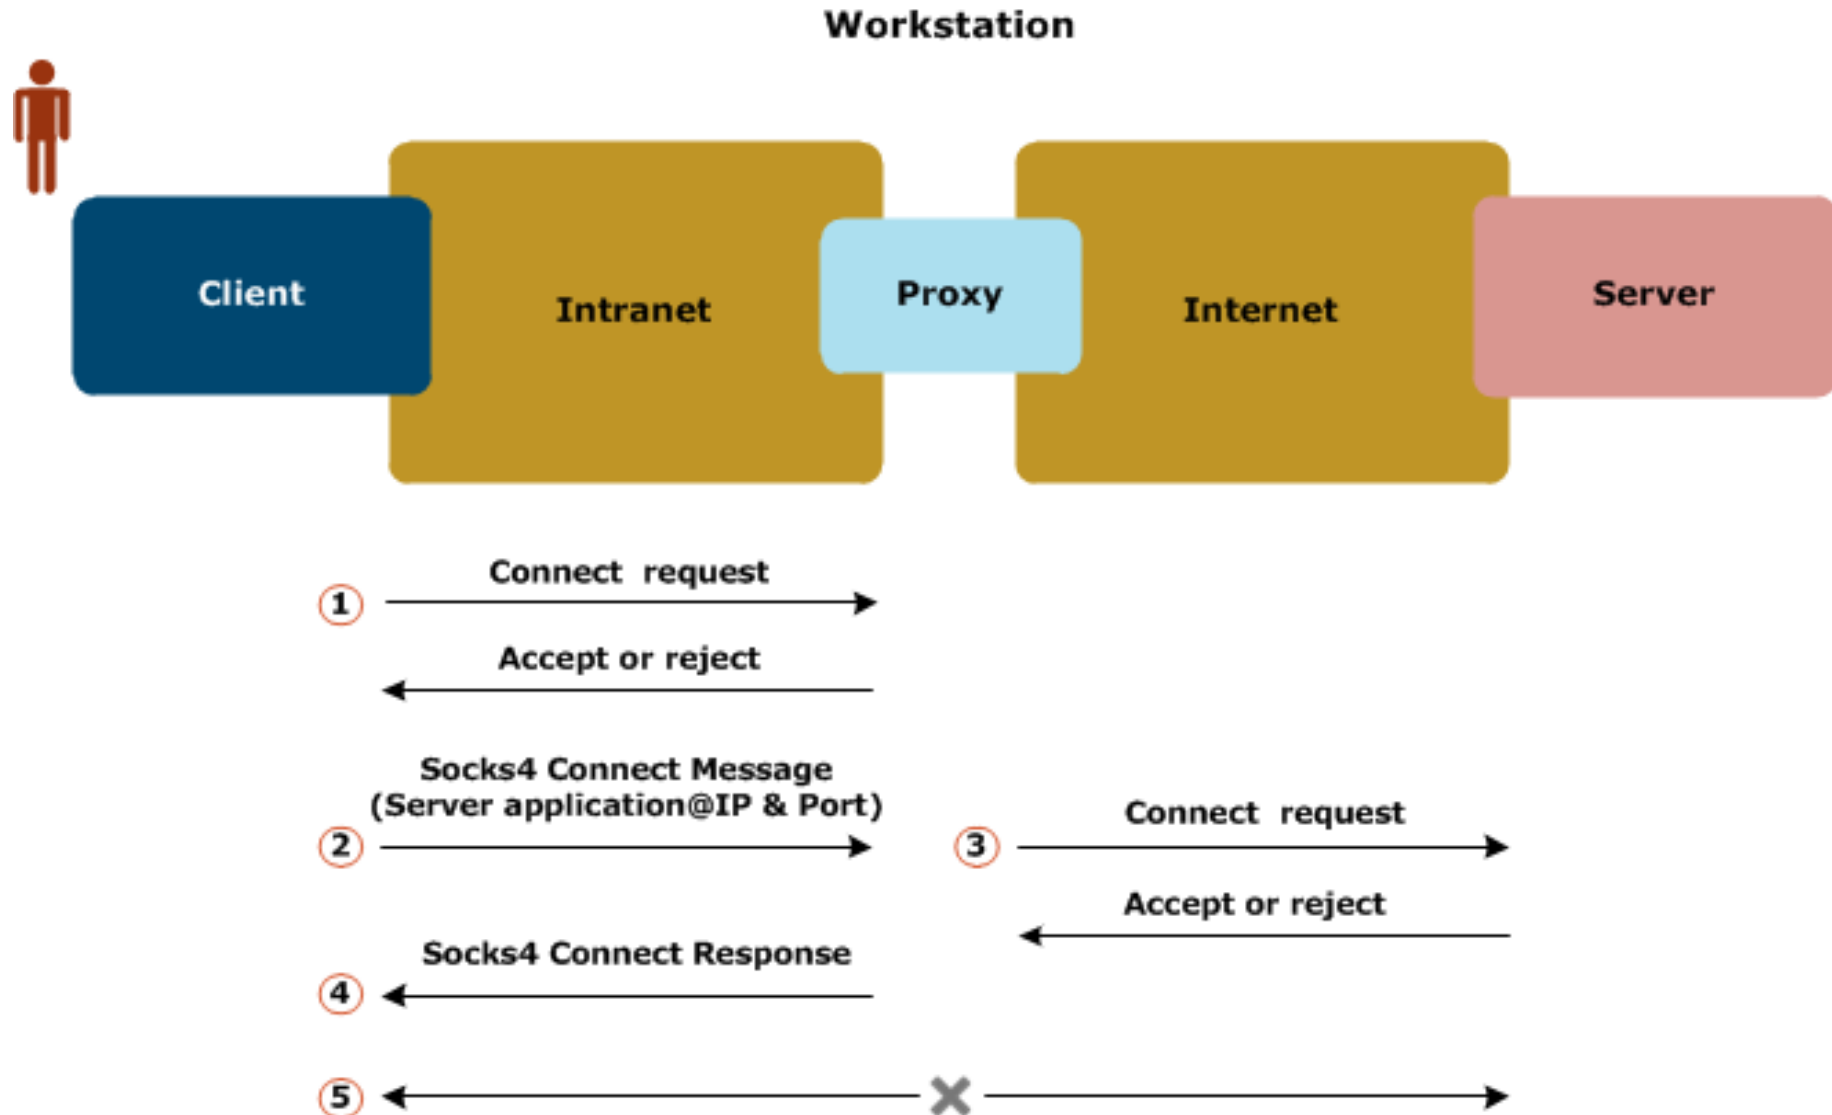 Workstation
Client
Intranet
Proxy
Internet
Server
Connect request
1
Accept or reject
Socks4 Connect Message
(Server application@IP & Port)
2
Connect request
3
Accept or reject
Socks4 Connect Response
4
5